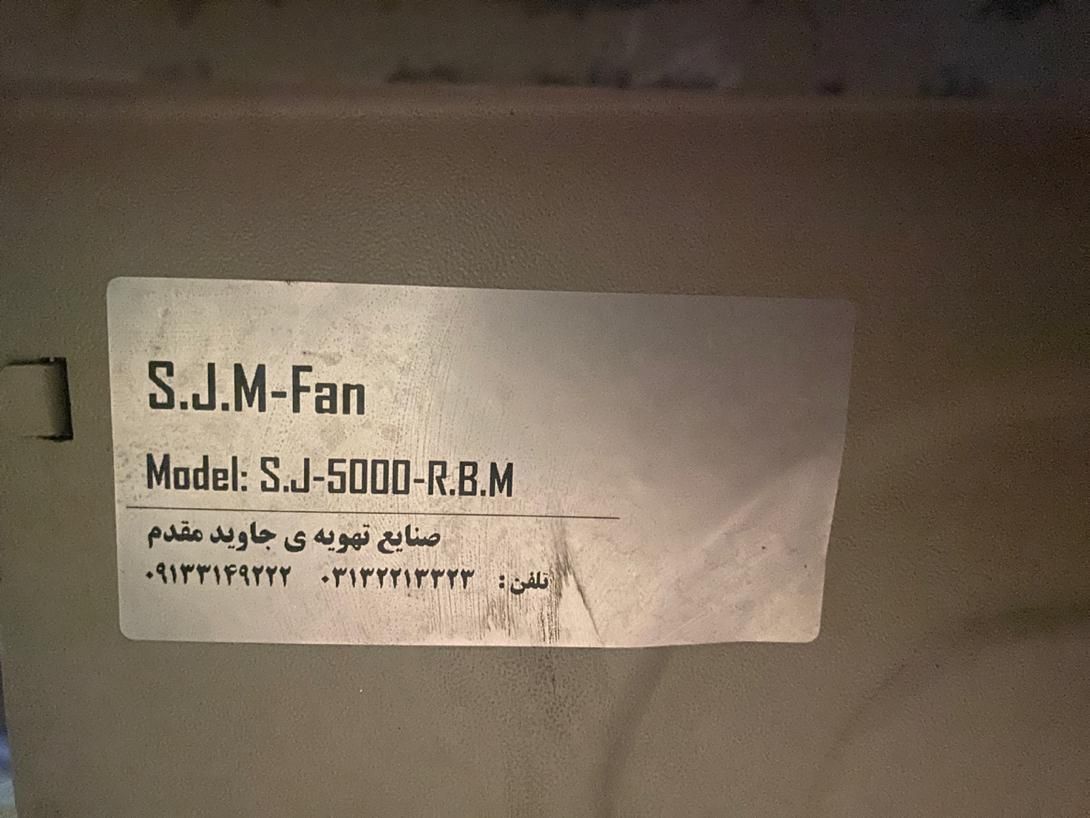 S.J.M-Fan
Model: S.J-5000-R.B.M
صنایع تهویه ی جاوید مقدم
تلفن: ۰۳۱۳۲۲۱۳۳۲۳ ۰۹۱۳۳۱۴۹۲۲۲